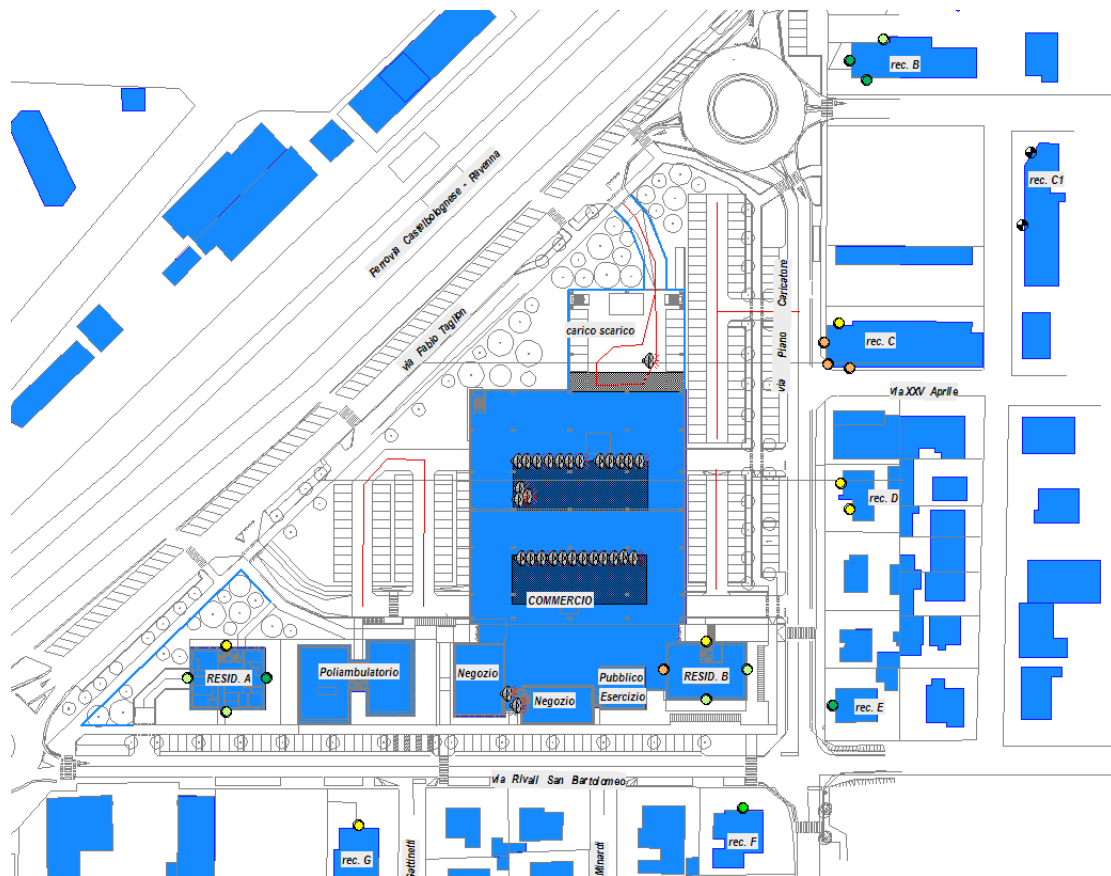 rec. B
rec. C1
Ferrovia Castelbolognese - Ravenna
via Fabio Taglioni
via Piano Caricatore
carico scarico
rec. C
via XXV Aprile
rec. D
COMMERCIO
RESID. A
Poliambulatorio
Negozio
Negozio
Pubblico
Esercizio
RESID. B
rec. E
via Rivali San Bartolomeo
rec. G
rec. F
Minardi